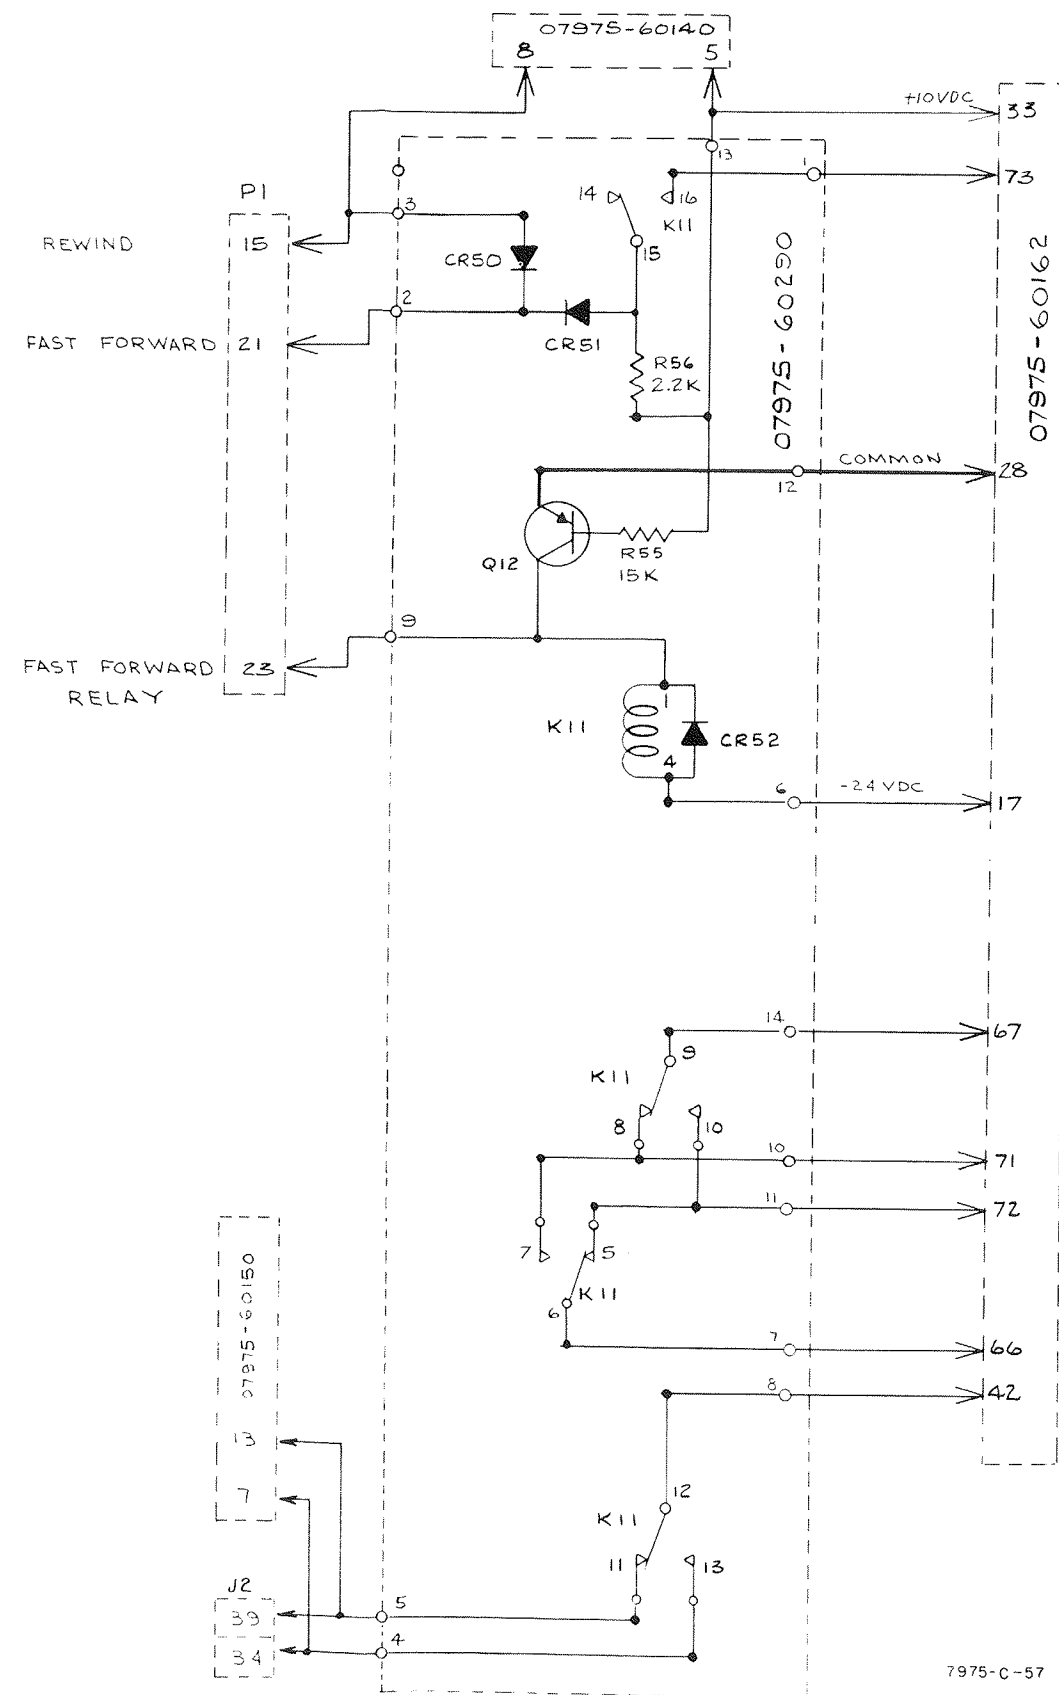 07975-60140
8 5
+10VDC
33
13
1
73
P1
14 16
K11
3
REWIND 15
15
CR50
07975-60290
07975-60162
2
FAST FORWARD 21
CR51
R56
2.2K
COMMON
28
12
Q12
R55
15K
9
FAST FORWARD 23
RELAY
1
K11
CR52
4
6
-24VDC
17
14
67
9
K11
8 10
10
71
11
72
7 5
K11
6
07975-60150
7
66
8
42
13
7
12
K11
11 13
J2
5
39
4
34
7975-C-57